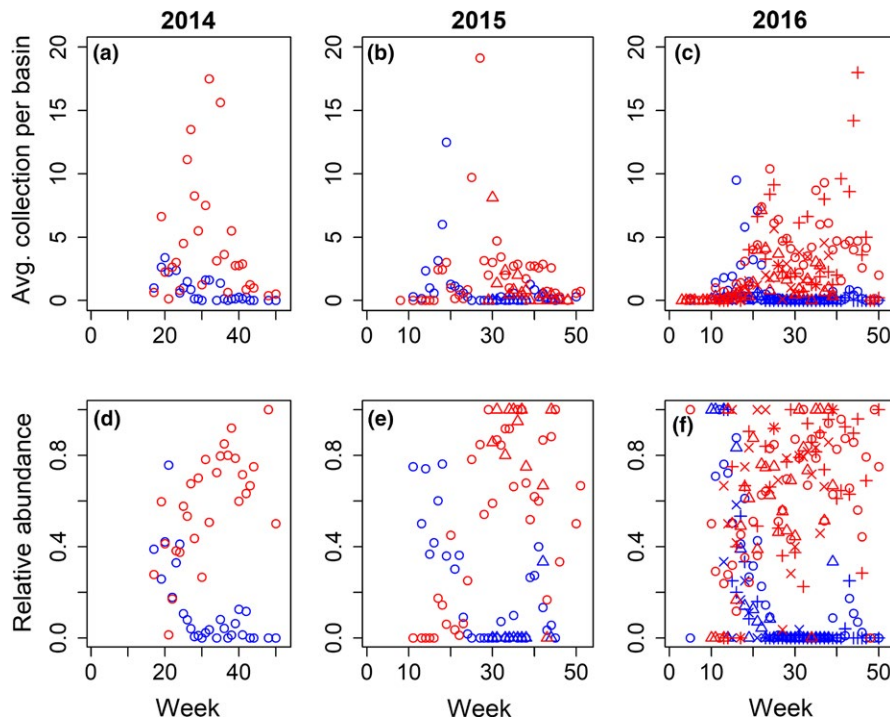 2014 2015 2016
(a) (b) (c)
Avg. collection per basin
20 15 10 5 0
20 15 10 5 0
20 15 10 5 0
0 20 40
0 10 30 50
0 10 30 50
(d) (e) (f)
Relative abundance
0.8 0.4 0.0
0.8 0.4 0.0
0.8 0.4 0.0
0 20 40
0 10 30 50
0 10 30 50
Week Week Week